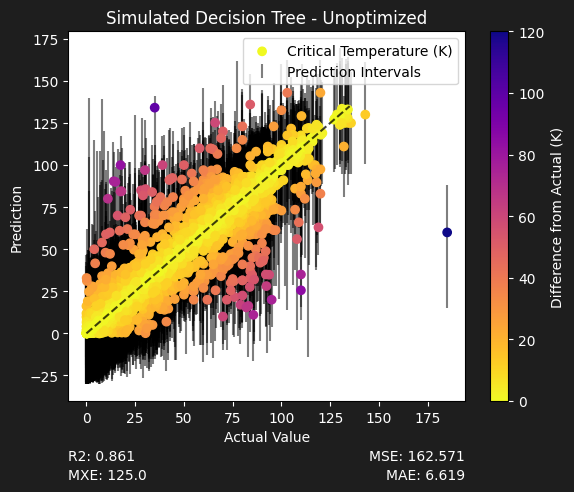 Simulated Decision Tree - Unoptimized
Critical Temperature (K)
Prediction Intervals
175
150
125
100
75
50
25
0
−25
Prediction
0
25
50
75
100
125
150
175
Actual Value
120
100
80
60
40
20
0
Difference from Actual (K)
R2: 0.861
MSE: 162.571
MXE: 125.0
MAE: 6.619